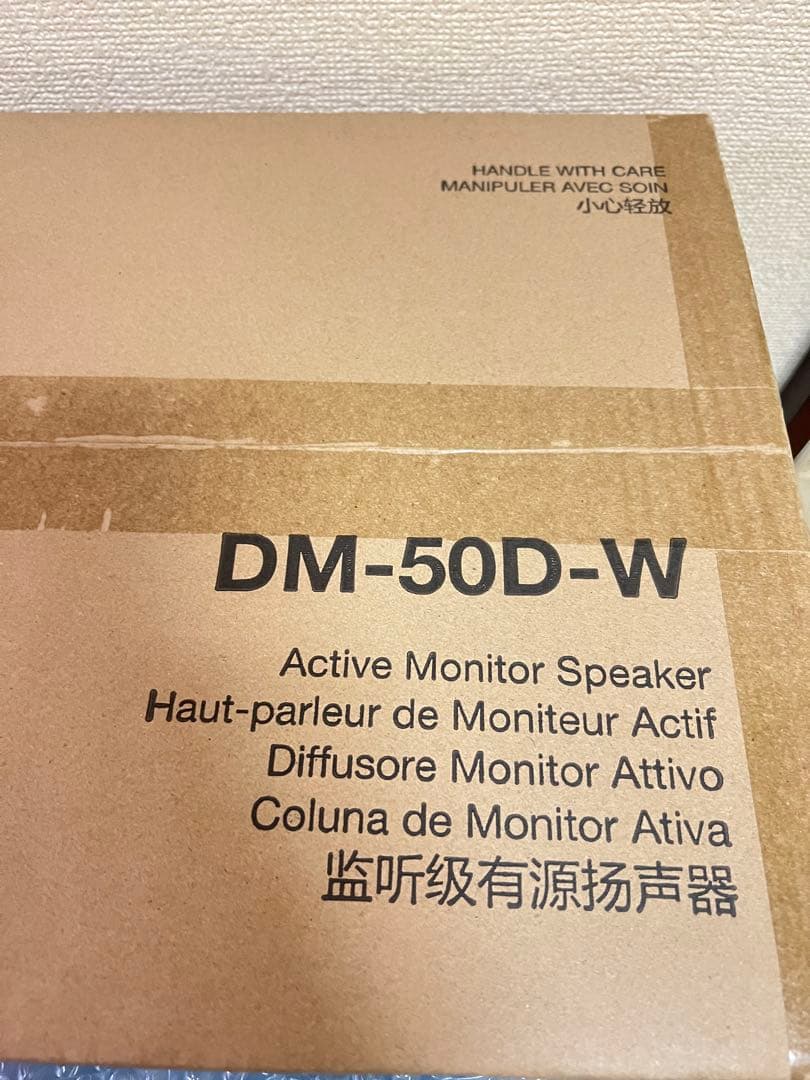 HANDLE WITH CARE
MANIPULER AVEC SOIN
小心轻放
DM-50D-W
Active Monitor Speaker
Haut-parleur de Moniteur Actif
Diffusore Monitor Attivo
Coluna de Monitor Ativa
监听级有源扬声器